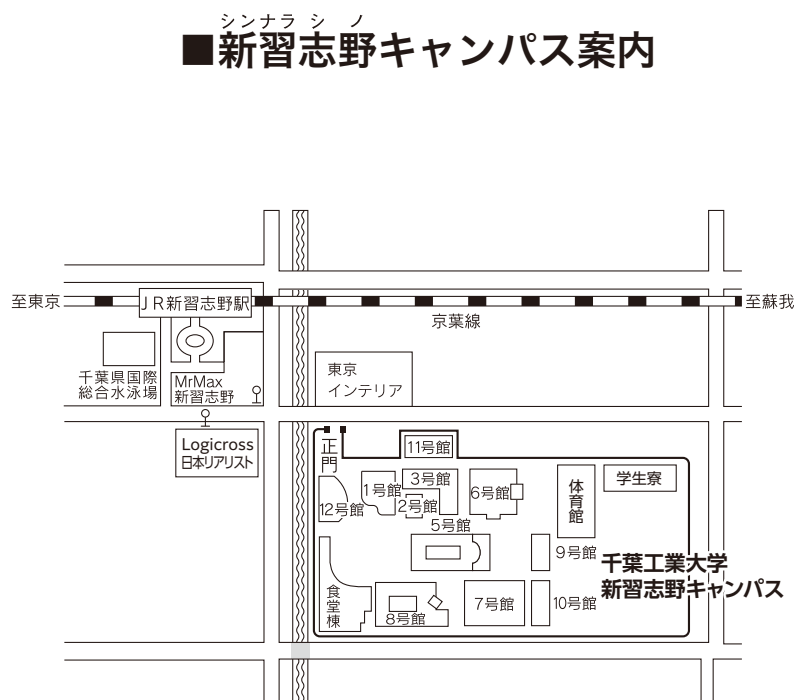 シンナラシノ
■新習志野キャンパス案内
至東京
JR新習志野駅
至蘇我
京葉線
千葉県国際
総合水泳場
MrMax
新習志野
東京
インテリア
Logicross
日本リアリスト
正門
11号館
1号館
3号館
2号館
12号館
6号館
5号館
体育館
学生寮
9号館
千葉工業大学
新習志野キャンパス
食堂棟
8号館
7号館
10号館